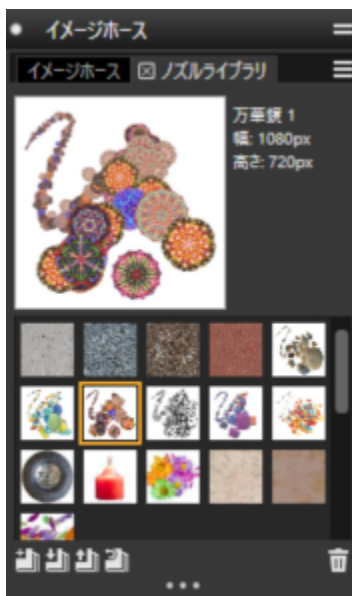 イメージホース
イメージホース ノズルライブラリ
万華鏡 1
幅: 1080px
高さ: 720px